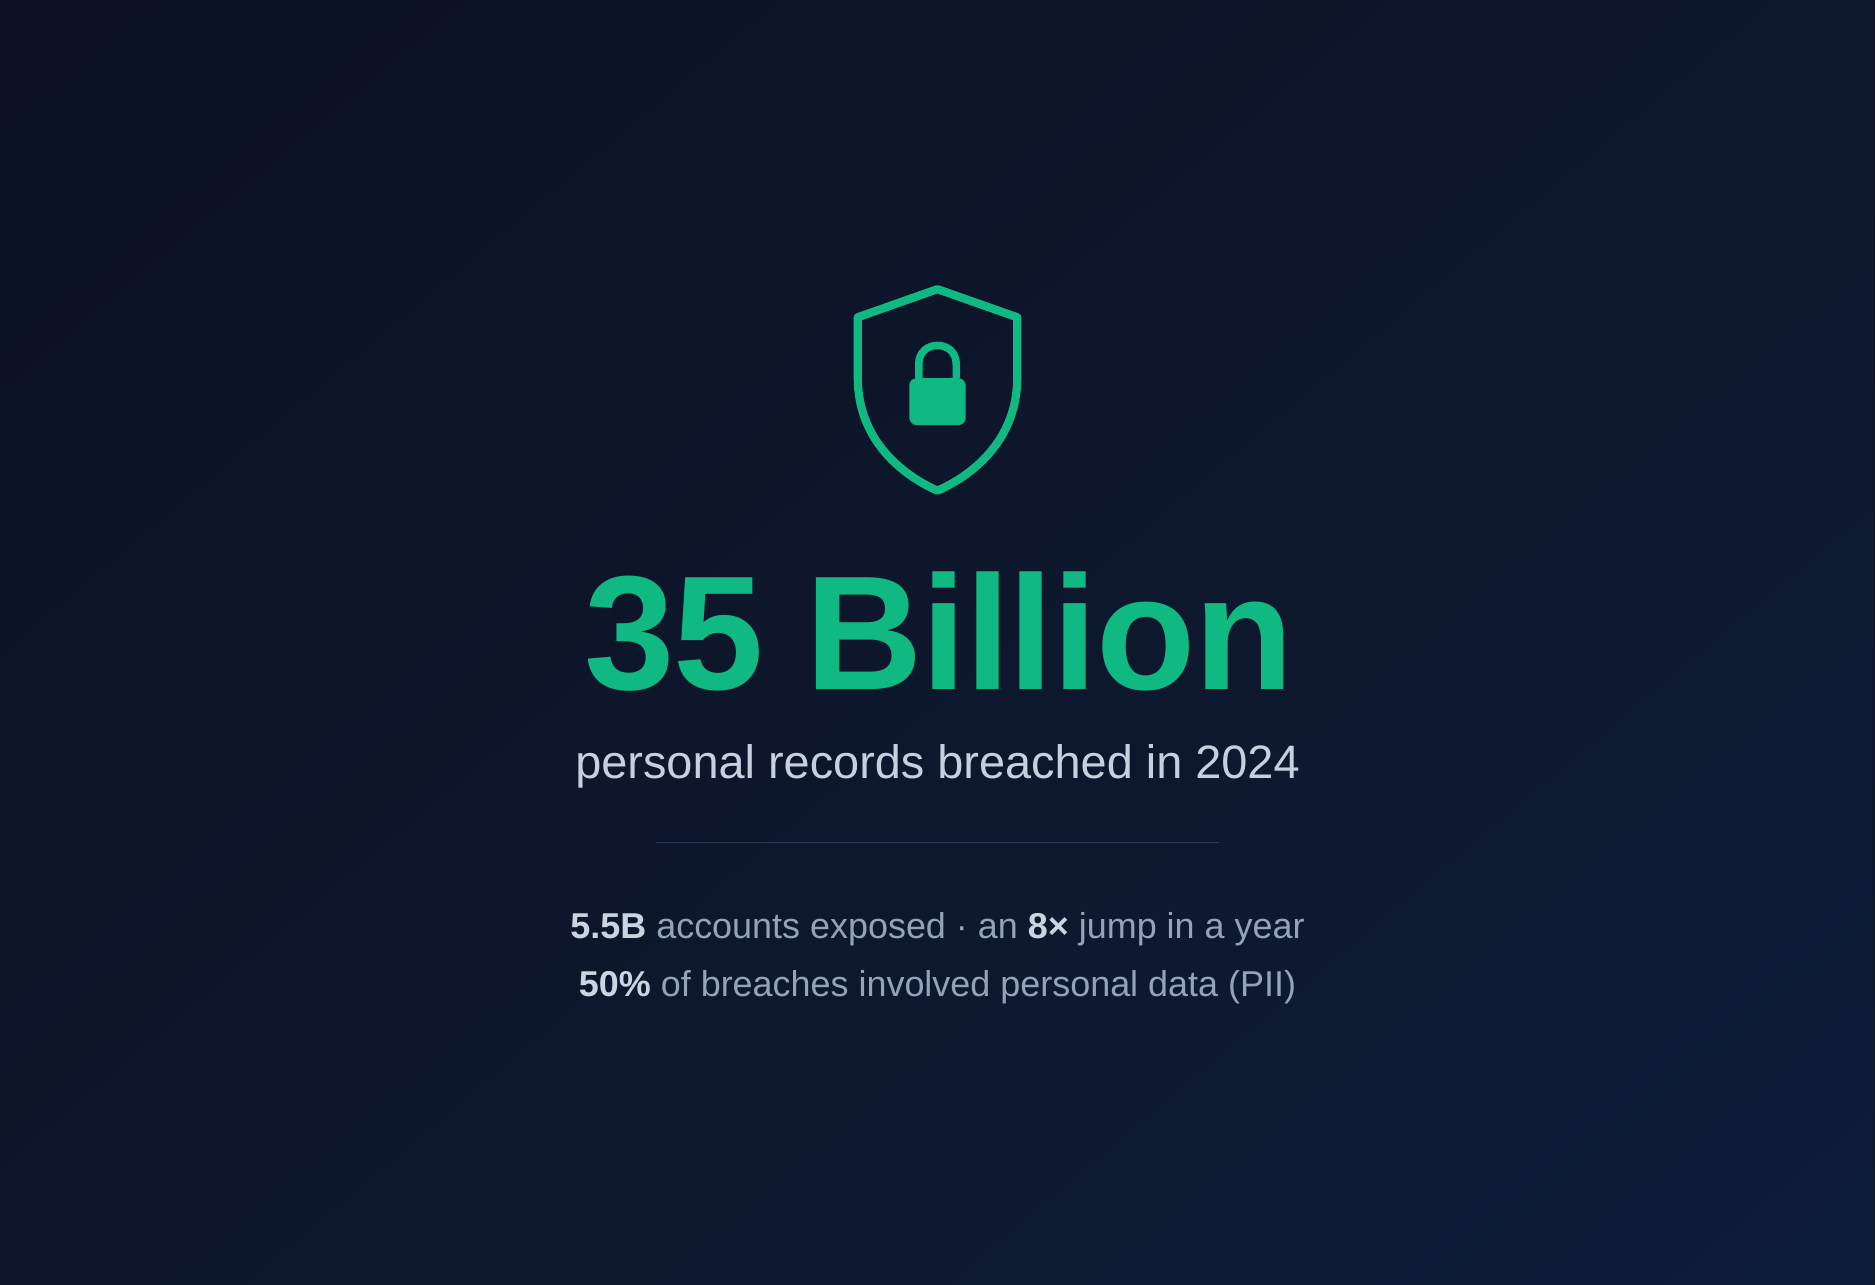 35 Billion
personal records breached in 2024
5.5B accounts exposed · an 8× jump in a year
50% of breaches involved personal data (PII)